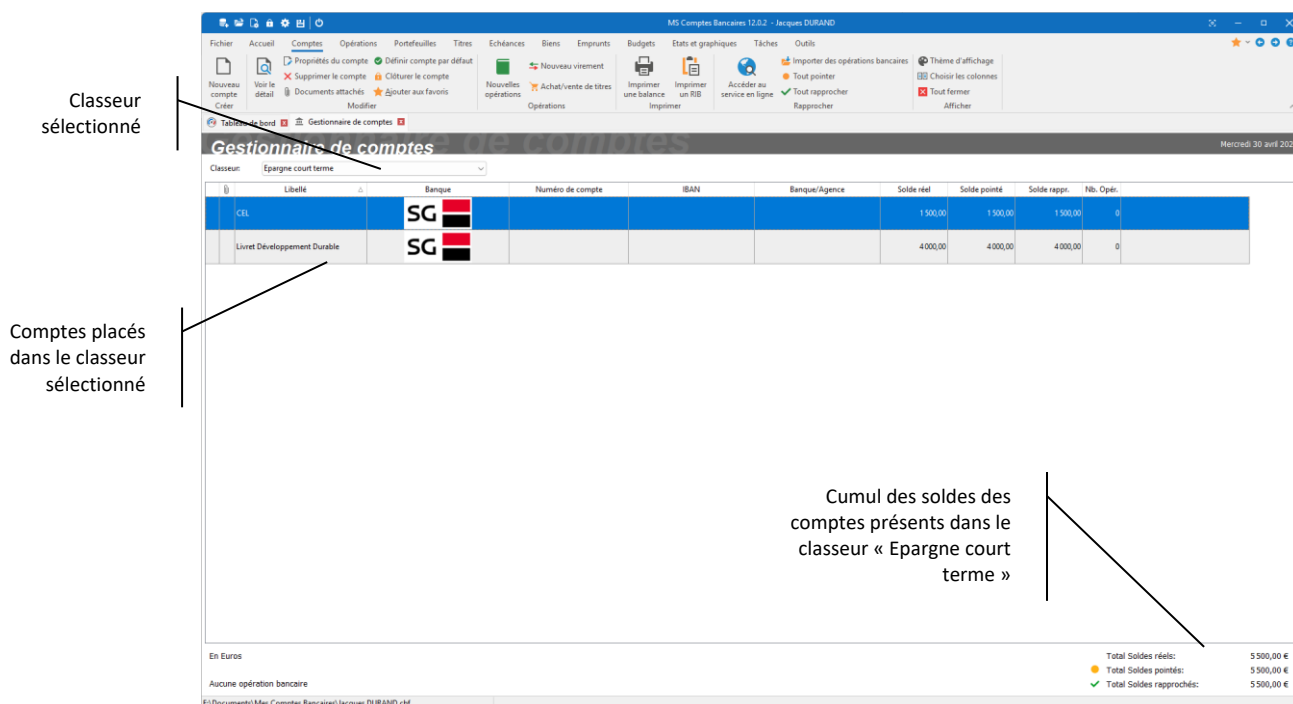 MS Comptes Bancaires 12.0.2 - Jacques DURAND
Fichier Accueil Comptes Opérations Portefeuilles Titres Echéances Biens Emprunts Budgets Etats et graphiques Tâches Outils
Nouveau compte
Créer
Voir le détail
Propriétés du compte
Supprimer le compte
Documents attachés
Définir compte par défaut
Clôturer le compte
Ajouter aux favoris
Modifier
Nouvelles opérations
Nouveau virement
Achat/vente de titres
Opérations
Imprimer une balance
Imprimer un RIB
Imprimer
Accéder au service en ligne
Importer des opérations bancaires
Tout pointer
Tout rapprocher
Rapprocher
Thème d'affichage
Choisir les colonnes
Tout fermer
Afficher
Tableau de bord Gestionnaire de comptes
Gestionnaire de comptes
Mercredi 30 avril 202
Classeur: Epargne court terme
Libellé Banque Numéro de compte IBAN Banque/Agence Solde réel Solde pointé Solde rappr. Nb. Opér.
CEL SG 1 500,00 1 500,00 1 500,00 0
Livret Développement Durable SG 4 000,00 4 000,00 4 000,00 0
Classeur
sélectionné
Comptes placés
dans le classeur
sélectionné
Cumul des soldes des
comptes présents dans le
classeur « Epargne court
terme »
En Euros
Total Soldes réels: 5 500,00 €
Total Soldes pointés: 5 500,00 €
Aucune opération bancaire
Total Soldes rapprochés: 5 500,00 €
E:\Documents\Mes Comptes Bancaires\Jacques DURAND.cbf